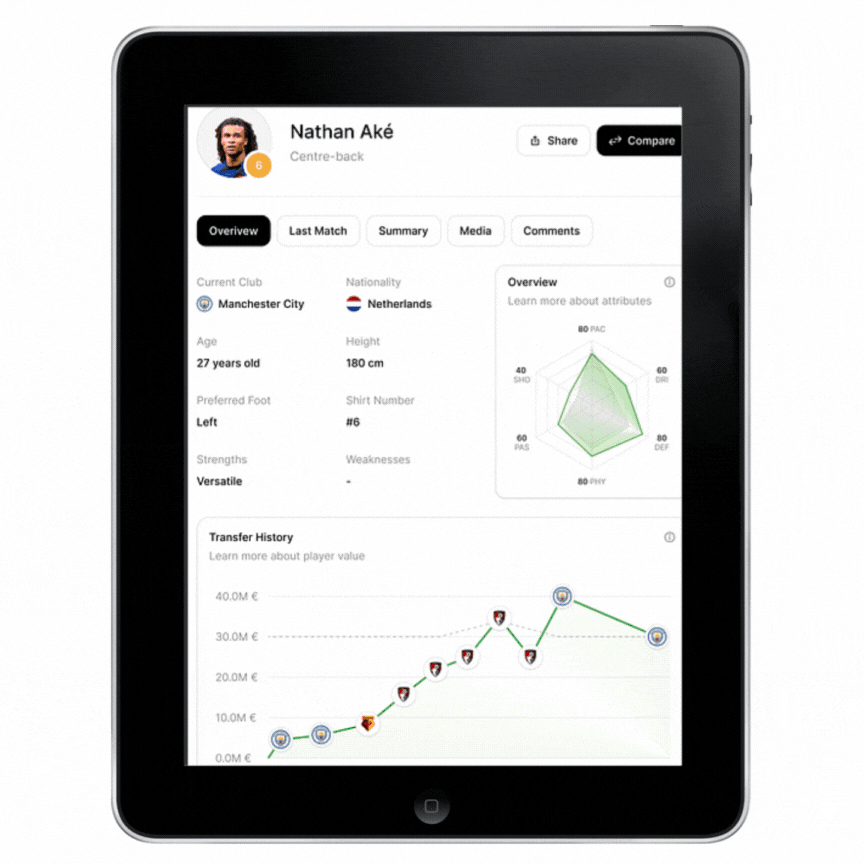 Nathan Aké
Centre-back
6
Share
Compare
Overivew
Last Match
Summary
Media
Comments
Current Club
Nationality
Manchester City
Netherlands
Age
Height
27 years old
180 cm
Preferred Foot
Shirt Number
Left
#6
Strengths
Weaknesses
Versatile
-
Overview
Learn more about attributes
80 PAC
40
SHO
60
DRI
60
PAS
80
DEF
80 PHY
Transfer History
Learn more about player value
40.0M €
30.0M €
20.0M €
10.0M €
0.0M €